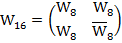 W₁₆ = (W₈ W₈
W₈ W̅₈)